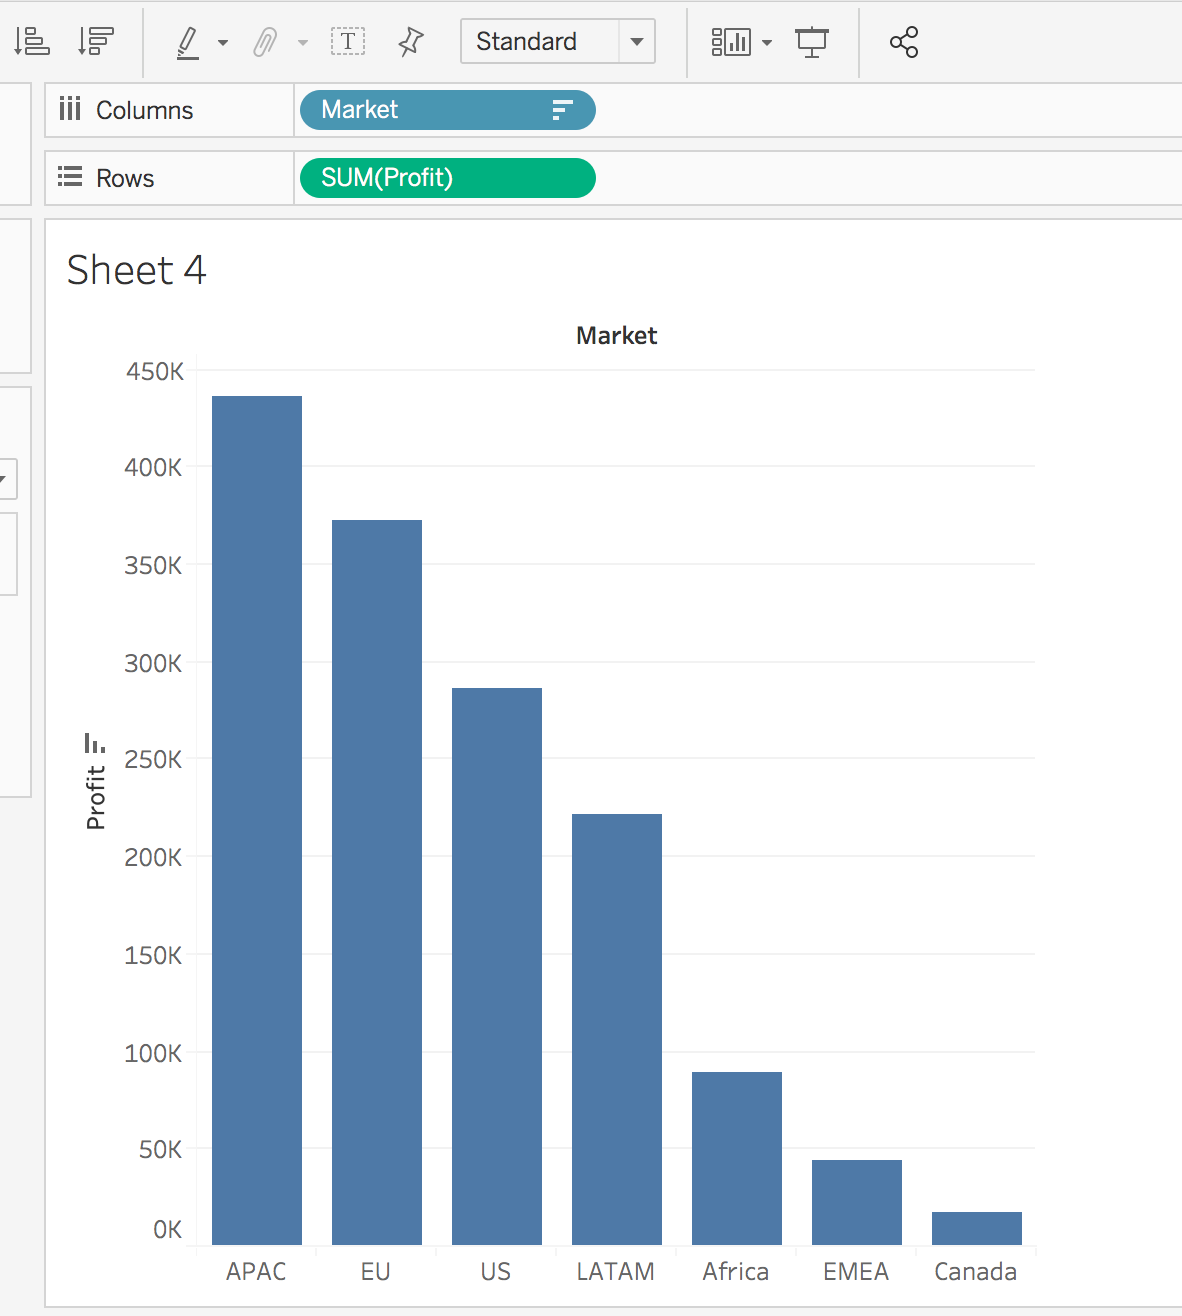 T Standard
Columns Market
Rows SUM(Profit)
Sheet 4
Market
450K
400K
350K
300K
250K
200K
150K
100K
50K
0K
Profit
APAC EU US LATAM Africa EMEA Canada